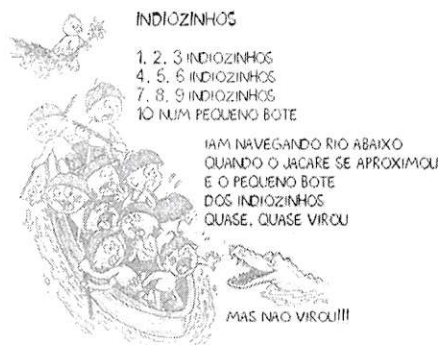 INDIOZINHOS
1, 2, 3 INDIOZINHOS
4, 5, 6 INDIOZINHOS
7, 8, 9 INDIOZINHOS
10 NUM PEQUENO BOTE
IAM NAVEGANDO RIO ABAIXO
QUANDO O JACARE SE APROXIMOU
E O PEQUENO BOTE
DOS INDIOZINHOS
QUASE, QUASE VIROU
MAS NAO VIROU!!!